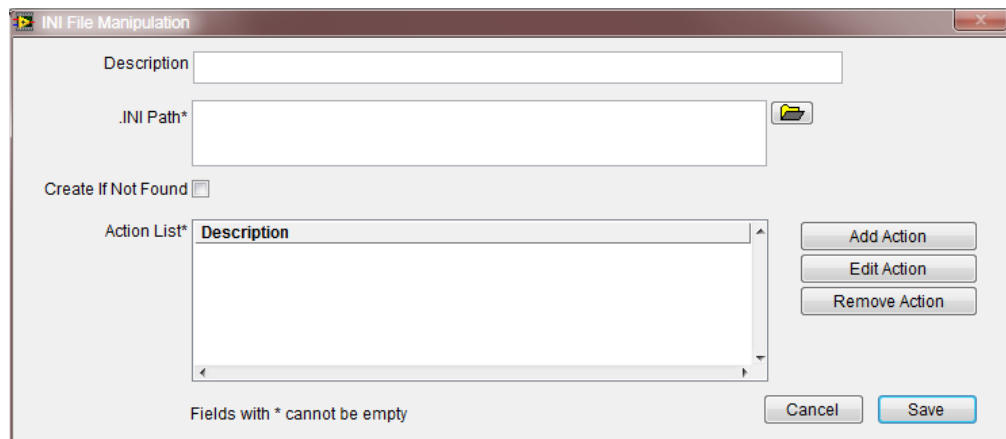 INI File Manipulation
Description
.INI Path*
Create If Not Found
Action List* Description
Add Action
Edit Action
Remove Action
Fields with * cannot be empty
Cancel Save